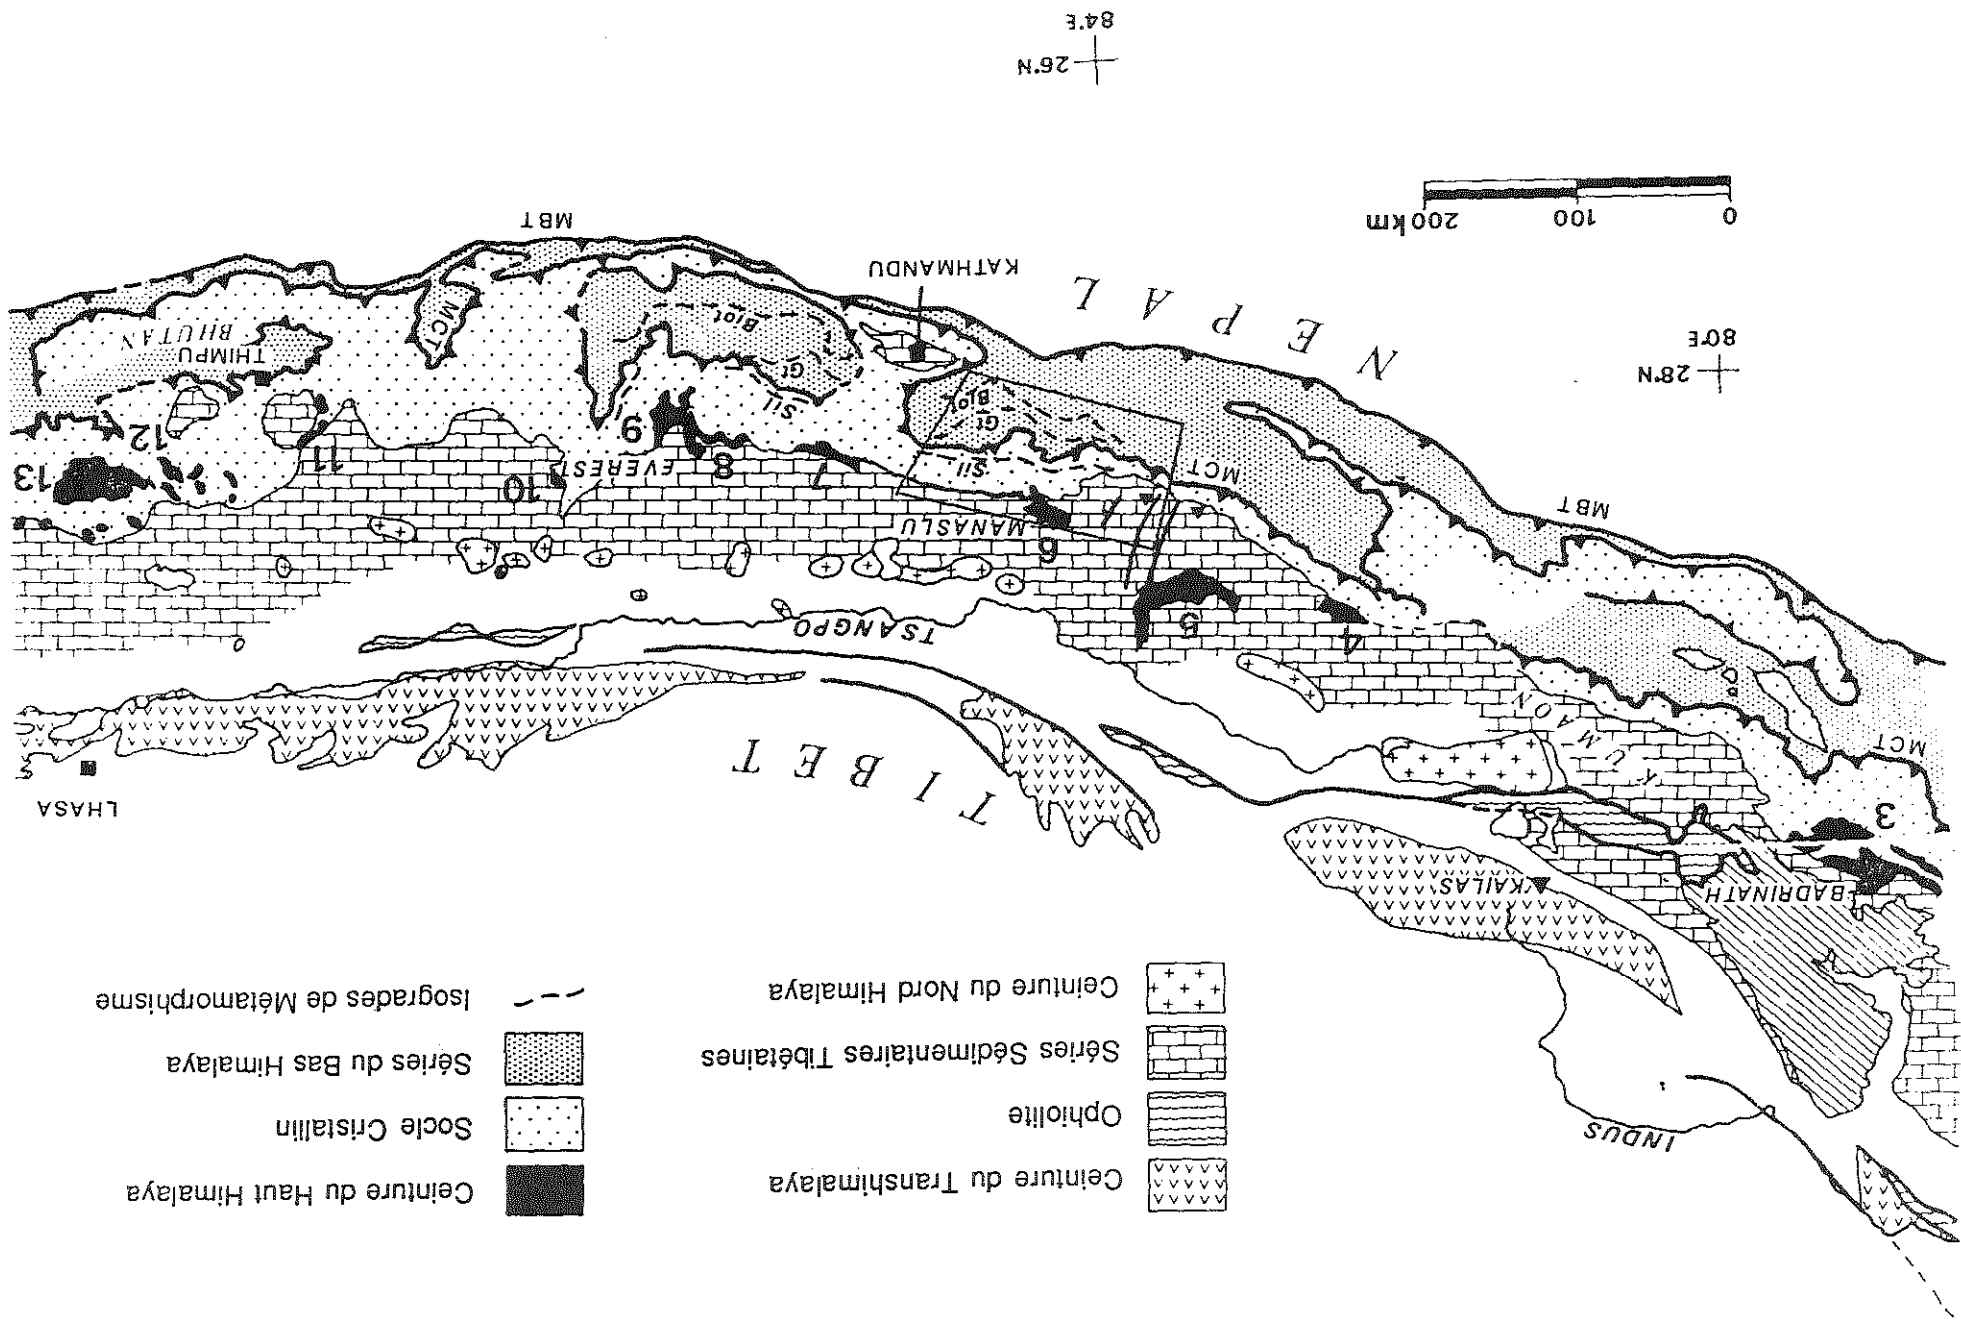 Ceinture du Transhimalaya
Ophiolite
Séries Sédimentaires Tibétaines
Ceinture du Nord Himalaya
Ceinture du Haut Himalaya
Socle Cristallin
Séries du Bas Himalaya
Isogrades de Métamorphisme
INDUS
BADRINATH
KAILAS
3
LHASA
MCT
KUMAON
TIBET
TSANGPO
4
5
6
MANASLU
7
8
EVEREST
9
10
11
12
13
MBT
MCT
Sil
Gt
Biot
Sil
Gt
Biot
MCT
THIMPU
BHUTAN
28°N
80°E
NEPAL
KATHMANDU
MBT
0 100 200 km
26°N
84°E